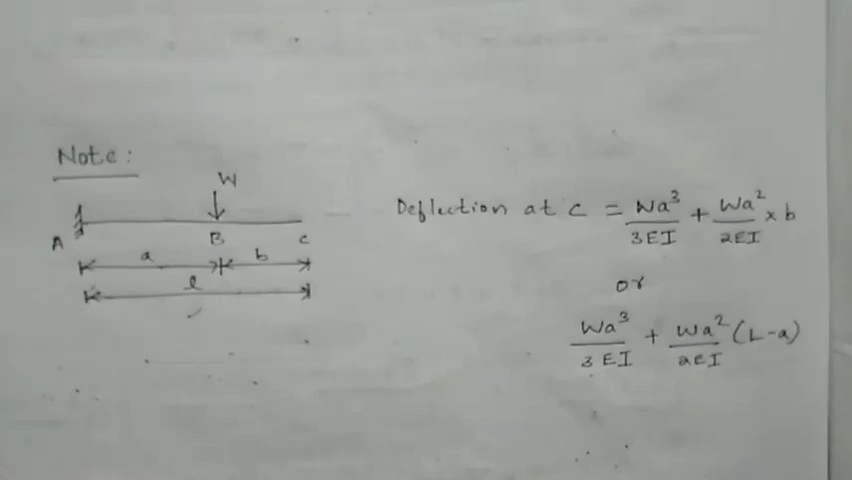 Note:
W
A B C
a b
l
Deflection at C = Wa³/3EI + Wa²/2EI × b
or
Wa³/3EI + Wa²/2EI (L-a)